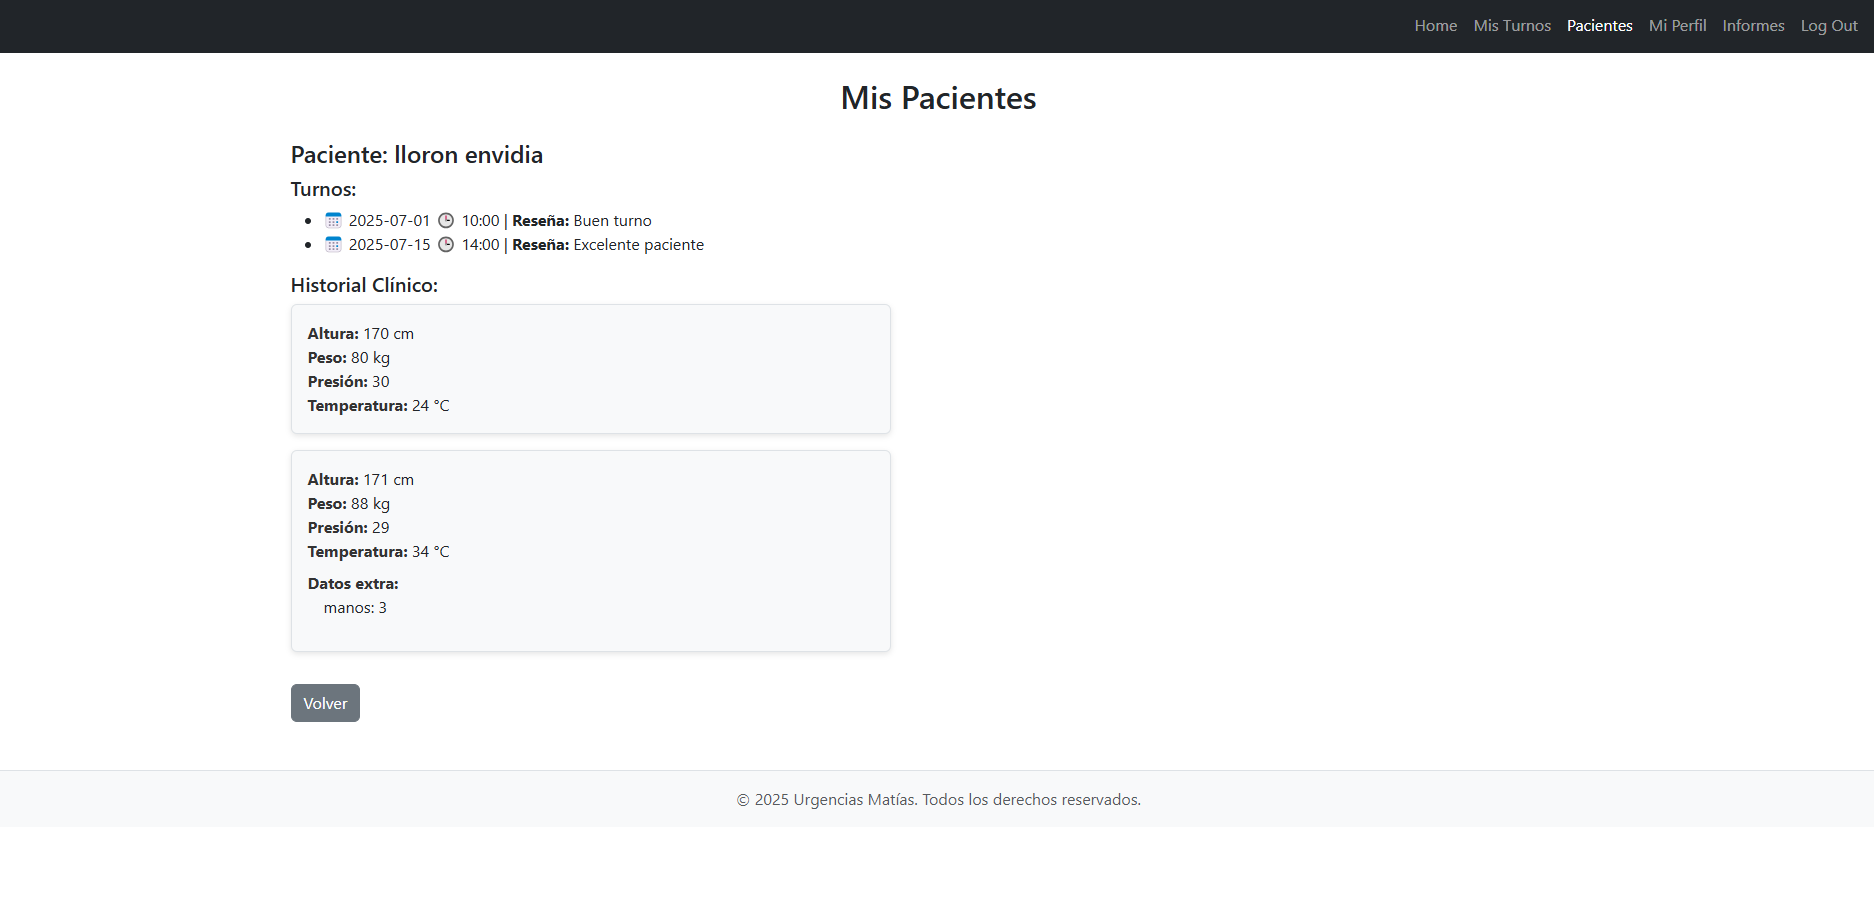 Home Mis Turnos Pacientes Mi Perfil Informes Log Out
Mis Pacientes
Paciente: lloron envidia
Turnos:
2025-07-01 10:00 | Reseña: Buen turno
2025-07-15 14:00 | Reseña: Excelente paciente
Historial Clínico:
Altura: 170 cm
Peso: 80 kg
Presión: 30
Temperatura: 24 °C
Altura: 171 cm
Peso: 88 kg
Presión: 29
Temperatura: 34 °C
Datos extra:
manos: 3
Volver
© 2025 Urgencias Matías. Todos los derechos reservados.